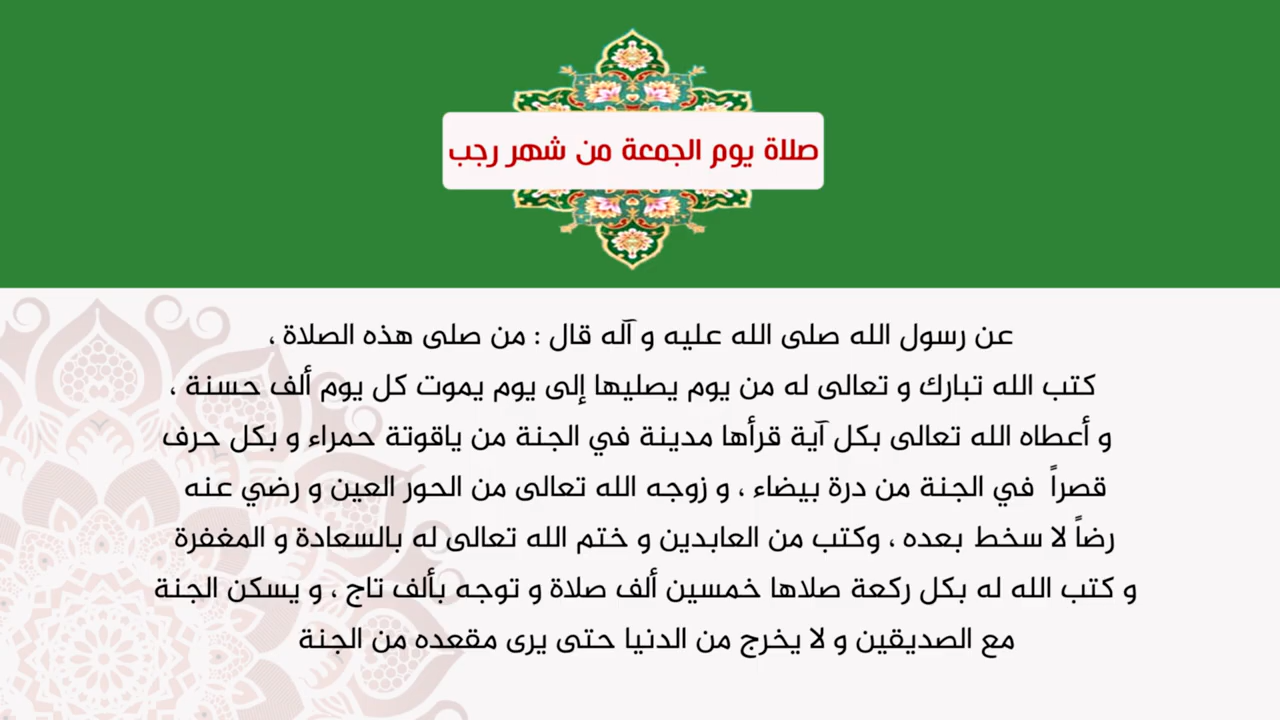 صلاة يوم الجمعة من شهر رجب
عن رسول الله صلى الله عليه و آله قال : من صلى هذه الصلاة ،
كتب الله تبارك و تعالى له من يوم يصليها إلى يوم يموت كل يوم ألف حسنة ،
و أعطاه الله تعالى بكل آية قرأها مدينة في الجنة من ياقوتة حمراء و بكل حرف
قصراً في الجنة من درة بيضاء ، و زوجه الله تعالى من الحور العين و رضي عنه
رضاً لا سخط بعده ، وكتب من العابدين و ختم الله تعالى له بالسعادة و المغفرة
و كتب الله له بكل ركعة صلاها خمسين ألف صلاة و توجه بألف تاج ، و يسكن الجنة
مع الصديقين و لا يخرج من الدنيا حتى يرى مقعده من الجنة